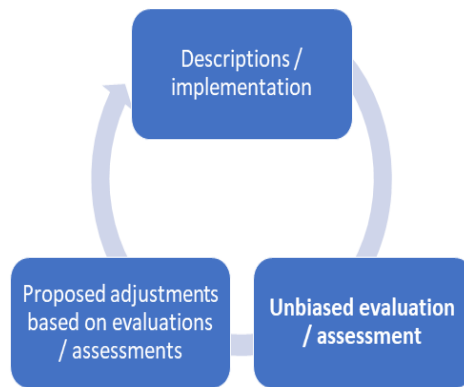 Descriptions /
implementation
Proposed adjustments
based on evaluations
/ assessments
Unbiased evaluation
/ assessment